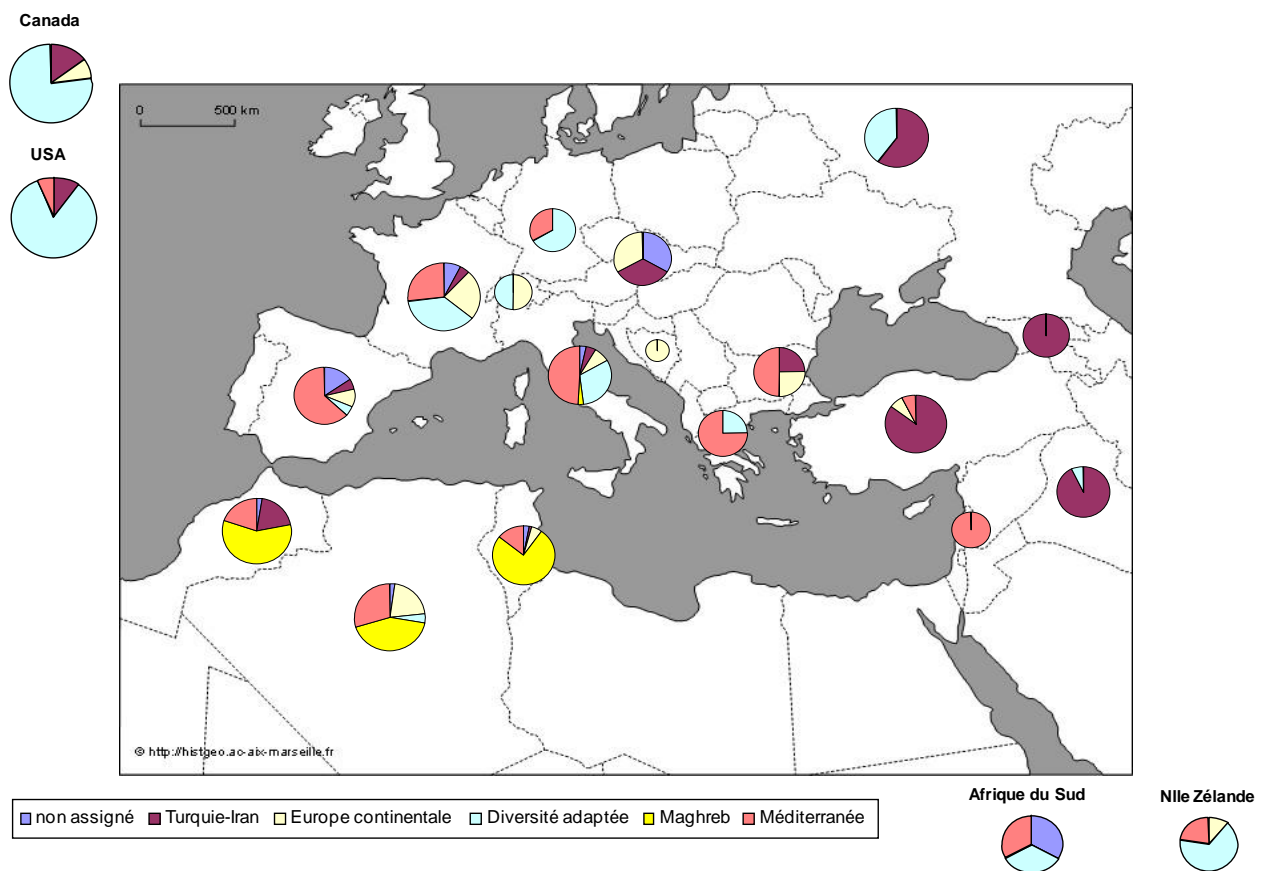 Canada
USA
0 500 km
© http://histgeo.ac-aix-marseille.fr
non assigné Turquie-Iran Europe continentale Diversité adaptée Maghreb Méditerranée
Afrique du Sud
Nlle Zélande